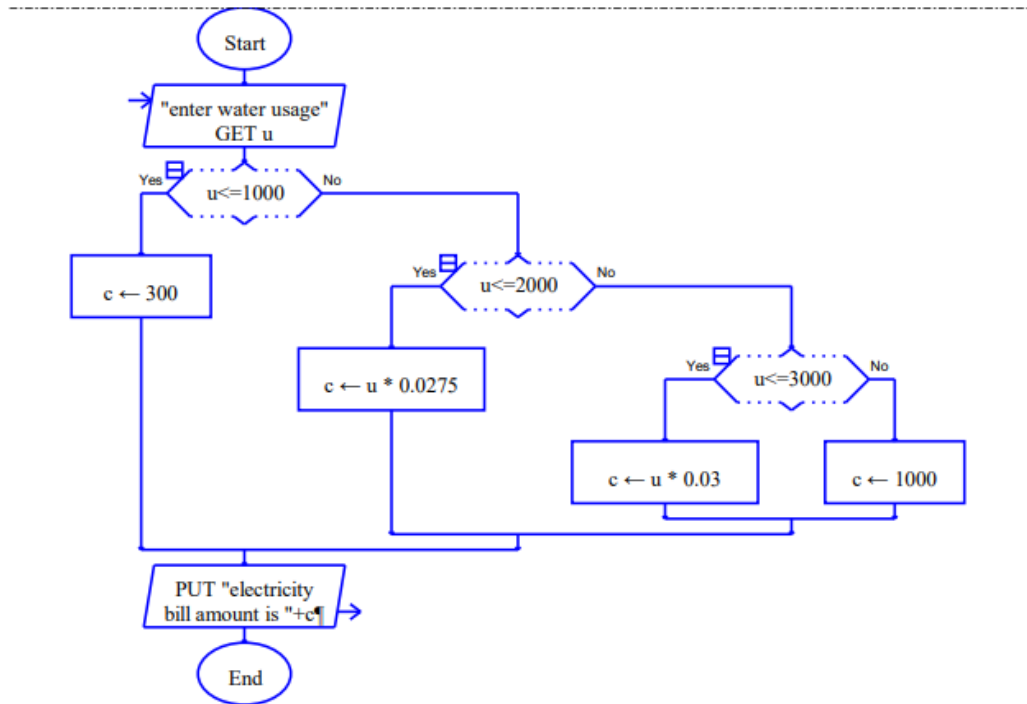 Start
"enter water usage"
GET u
Yes
u<=1000
No
c ← 300
Yes
u<=2000
No
c ← u * 0.0275
Yes
u<=3000
No
c ← u * 0.03
c ← 1000
PUT "electricity
bill amount is "+c¶
End